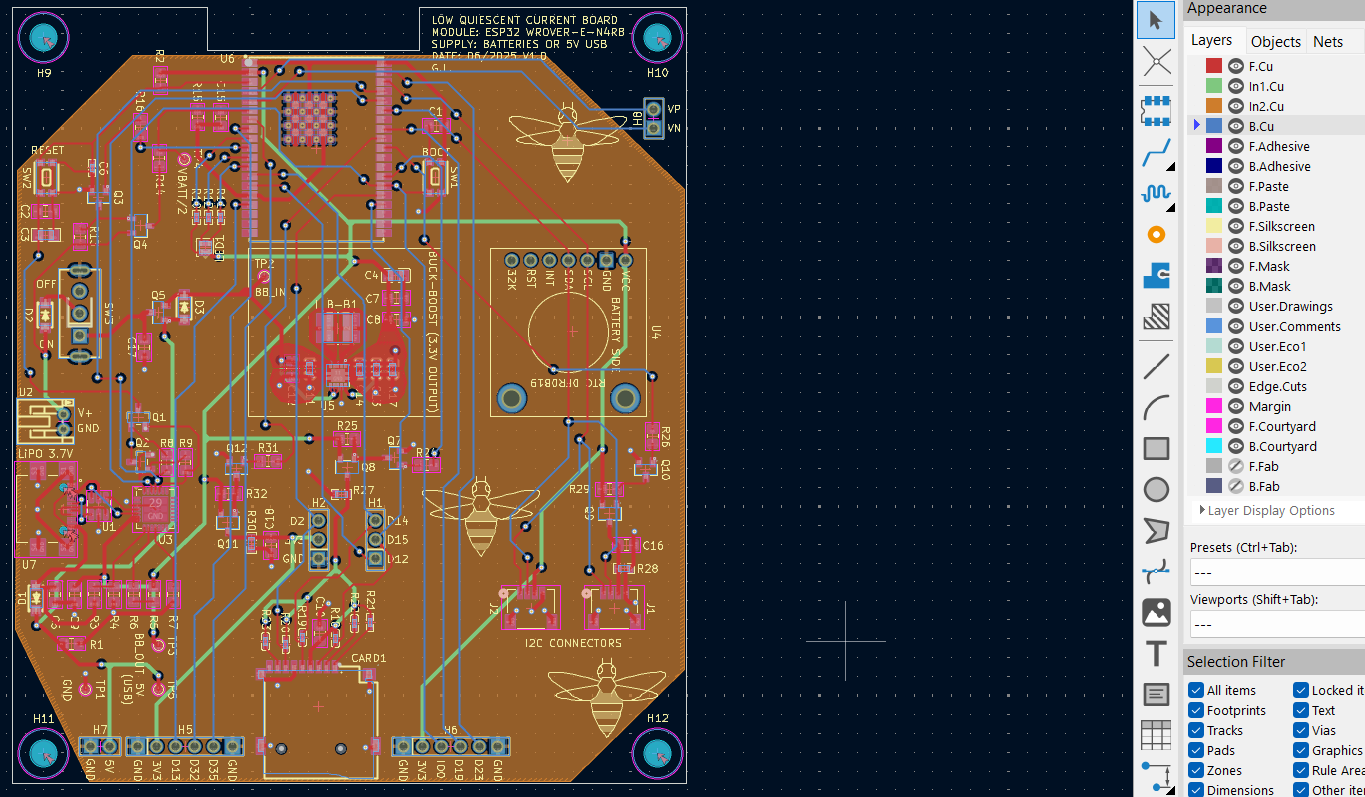 LOW QUIESCENT CURRENT BOARD
MODULE: ESP32 WROVER-E-N4R8
SUPPLY: BATTERIES OR 5V USB
DATE: 06/2025 V1.0
H9
H10
U6
R2
R16
R15
C15
C1
H8
VP
VN
RESET
SW2
C6
Q3
VBATT/2
BOOT
SW1
C2
C3
Q4
TP2
BB_IN
C4
C7
C8
L_B-B1
BUCK-BOOST (3.3V OUTPUT)
32K
RST
INT
SDA
SCL
GND
VCC
BATTERY SIDE
RTC DFR0819
U4
OFF
SW3
ON
D2
Q5
D3
U5
U2
V+
GND
LiPO 3.7V
Q1
Q2
R8
R9
Q12
R31
R25
Q7
R24
Q8
R26
Q10
R27
R29
Q9
R32
R30
C18
Q11
H2
H1
D2
3V3
GND
D14
D15
D12
U1
29
GND
U3
U7
C16
R28
D1
R3
R4
R6
R5
R7
R1
BB_OUT
TP3
5V
(USB)
GND
TP1
R20
R19
R18
R21
J2
J1
I2C CONNECTORS
CARD1
H11
H7
H5
H6
H12
GND
5V
GND
3V3
D13
D32
D35
GND
GND
3V3
IO0
D19
D23
GND
Appearance
Layers
Objects
Nets
F.Cu
In1.Cu
In2.Cu
B.Cu
F.Adhesive
B.Adhesive
F.Paste
B.Paste
F.Silkscreen
B.Silkscreen
F.Mask
B.Mask
User.Drawings
User.Comments
User.Eco1
User.Eco2
Edge.Cuts
Margin
F.Courtyard
B.Courtyard
F.Fab
B.Fab
Layer Display Options
Presets (Ctrl+Tab):
---
Viewports (Shift+Tab):
---
Selection Filter
All items
Locked it
Footprints
Text
Tracks
Vias
Pads
Graphics
Zones
Rule Area
Dimensions
Other ite